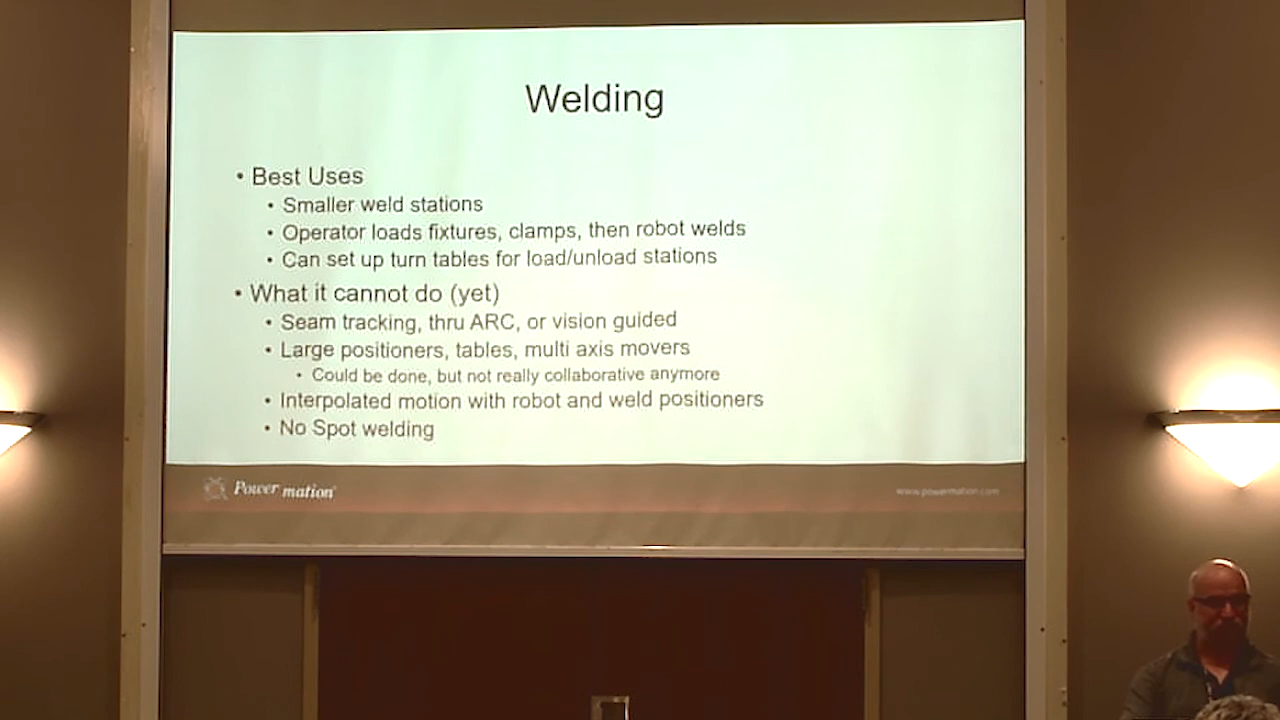 Welding
• Best Uses
• Smaller weld stations
• Operator loads fixtures, clamps, then robot welds
• Can set up turn tables for load/unload stations
• What it cannot do (yet)
• Seam tracking, thru ARC, or vision guided
• Large positioners, tables, multi axis movers
• Could be done, but not really collaborative anymore
• Interpolated motion with robot and weld positioners
• No Spot welding
Power mation
www.powermation.com